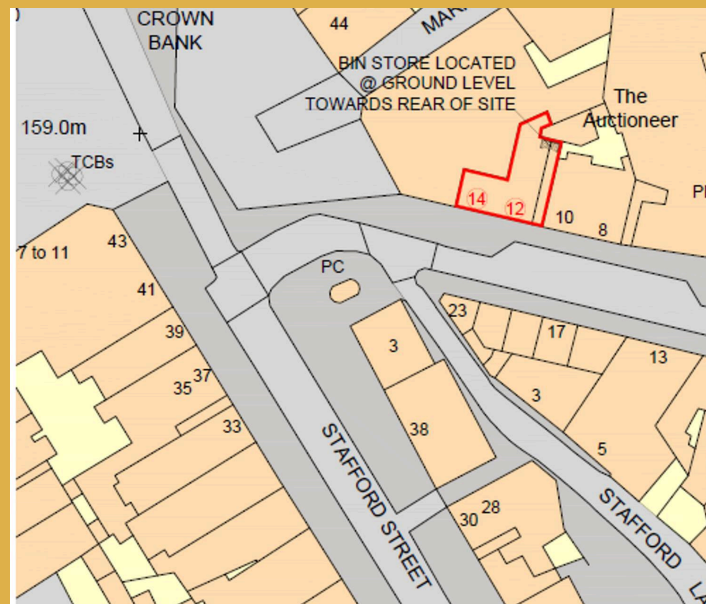 CROWN
BANK
44
MAR
BIN STORE LOCATED
@ GROUND LEVEL
TOWARDS REAR OF SITE
The
Auctioneer
159.0m
TCBs
14
12
10
8
7 to 11
43
41
39
37
35
33
PC
3
38
23
17
13
3
5
STAFFORD STREET
28
30
STAFFORD
LA